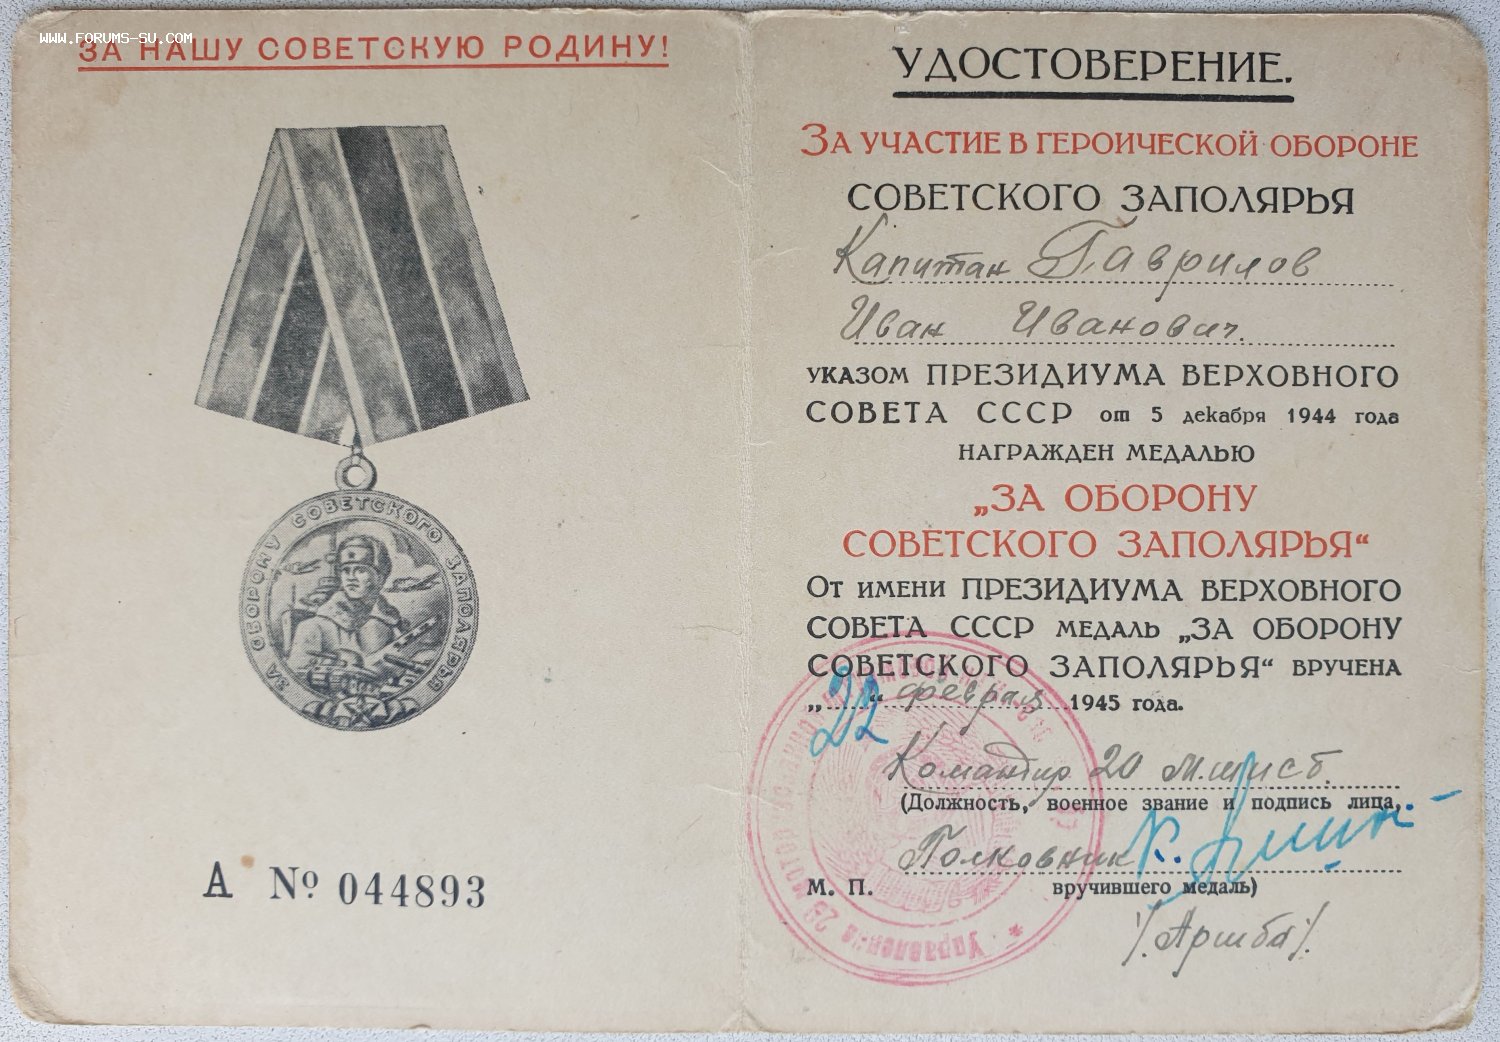 www.forums-su.com
ЗА НАШУ СОВЕТСКУЮ РОДИНУ!
ЗА ОБОРОНУ СОВЕТСКОГО ЗАПОЛЯРЬЯ
А № 044893
УДОСТОВЕРЕНИЕ.
ЗА УЧАСТИЕ В ГЕРОИЧЕСКОЙ ОБОРОНЕ
СОВЕТСКОГО ЗАПОЛЯРЬЯ
Капитан Гаврилов
Иван Иванович.
УКАЗОМ ПРЕЗИДИУМА ВЕРХОВНОГО
СОВЕТА СССР от 5 декабря 1944 года
НАГРАЖДЕН МЕДАЛЬЮ
„ЗА ОБОРОНУ
СОВЕТСКОГО ЗАПОЛЯРЬЯ“
ОТ ИМЕНИ ПРЕЗИДИУМА ВЕРХОВНОГО
СОВЕТА СССР МЕДАЛЬ „ЗА ОБОРОНУ
СОВЕТСКОГО ЗАПОЛЯРЬЯ“ ВРУЧЕНА
„22“ февраля 1945 года.
Командир 20 м.ш.исб.
(Должность, военное звание и подпись лица,
Полковник
М. П. вручившего медаль)
/Аршба/.
Управлен-е 29